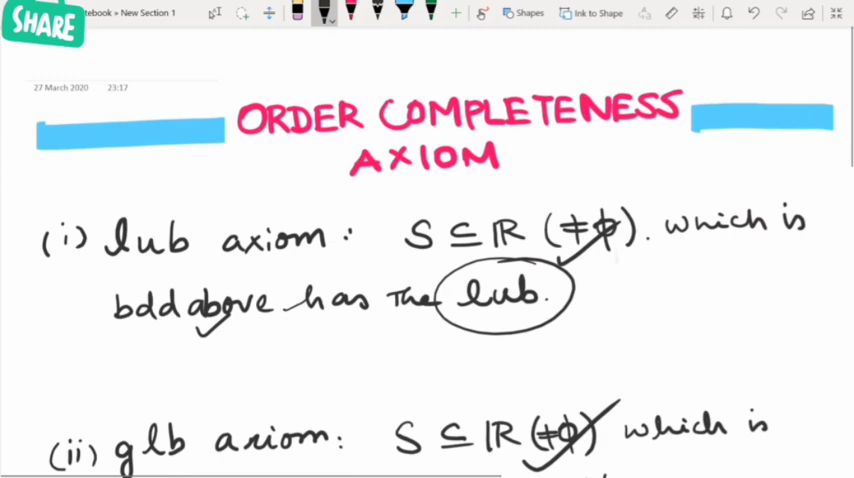 SHARE
tebook » New Section 1
Shapes
Ink to Shape
27 March 2020 23:17
ORDER COMPLETENESS
AXIOM
(i) lub axiom: S ⊆ ℝ (≠ϕ). which is
bdd above has the lub.
(ii) glb axiom: S ⊆ ℝ (≠ϕ) which is